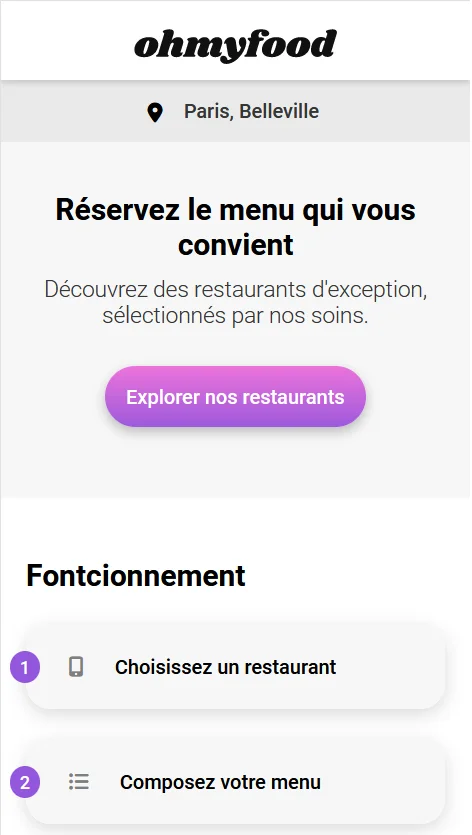 ohmyfood
Paris, Belleville
Réservez le menu qui vous
convient
Découvrez des restaurants d'exception,
sélectionnés par nos soins.
Explorer nos restaurants
Fontcionnement
1 Choisissez un restaurant
2 Composez votre menu